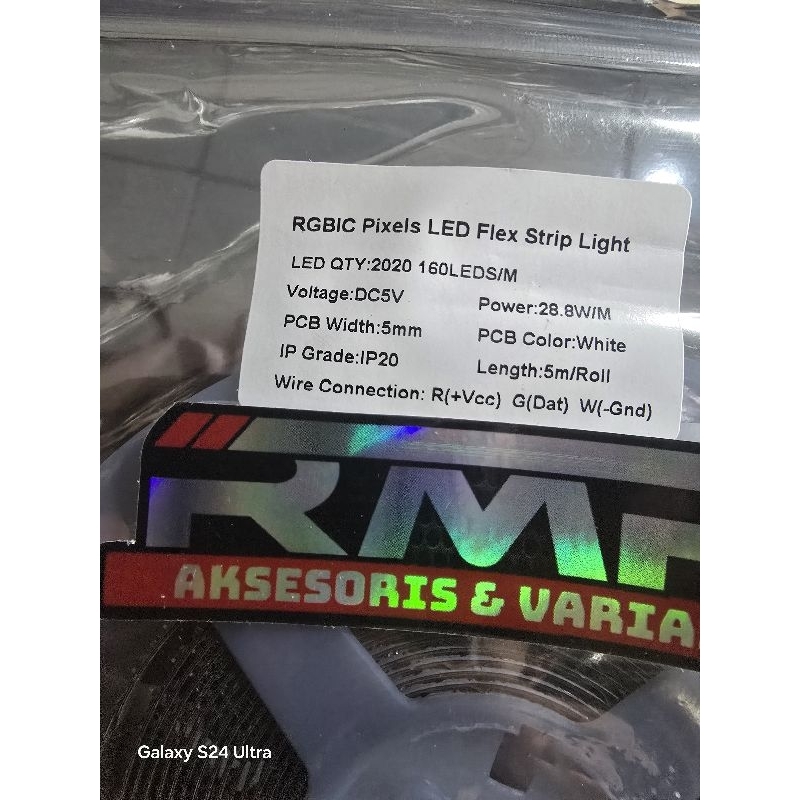 RGBIC Pixels LED Flex Strip Light
LED QTY:2020 160LEDS/M
Voltage:DC5V Power:28.8W/M
PCB Width:5mm PCB Color:White
IP Grade:IP20 Length:5m/Roll
Wire Connection: R(+Vcc) G(Dat) W(-Gnd)
AKSESORIS &
Galaxy S24 Ultra